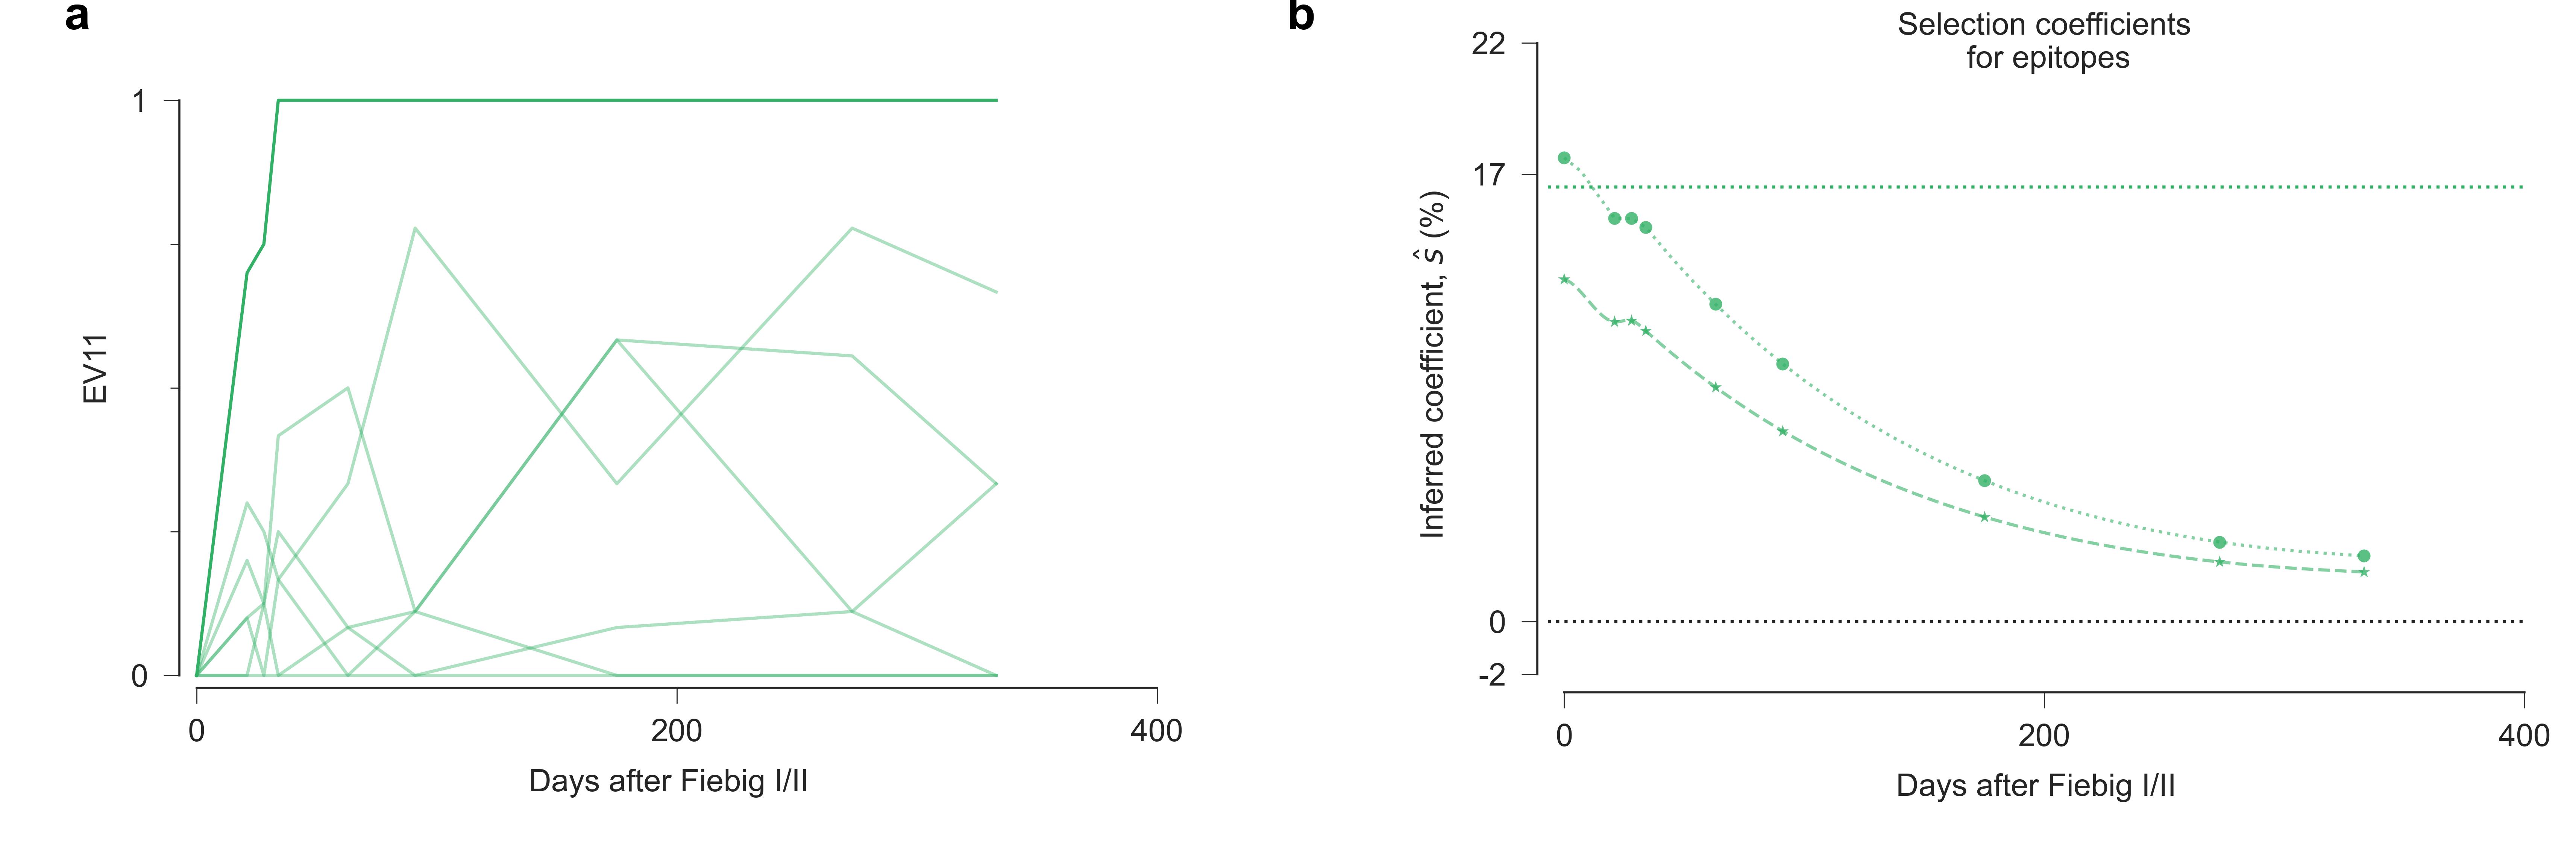 a
1
0
EV11
0
200
400
Days after Fiebig I/II
b
Selection coefficients
for epitopes
22
17
0
-2
Inferred coefficient, ŝ (%)
0
200
400
Days after Fiebig I/II